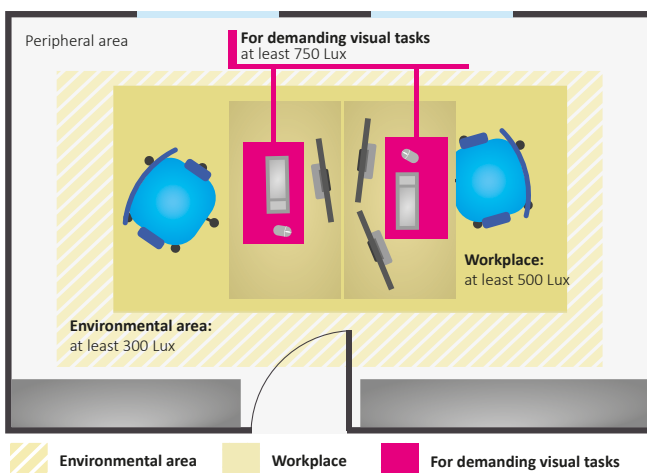 Peripheral area
For demanding visual tasks
at least 750 Lux
Workplace:
at least 500 Lux
Environmental area:
at least 300 Lux
Environmental area
Workplace
For demanding visual tasks